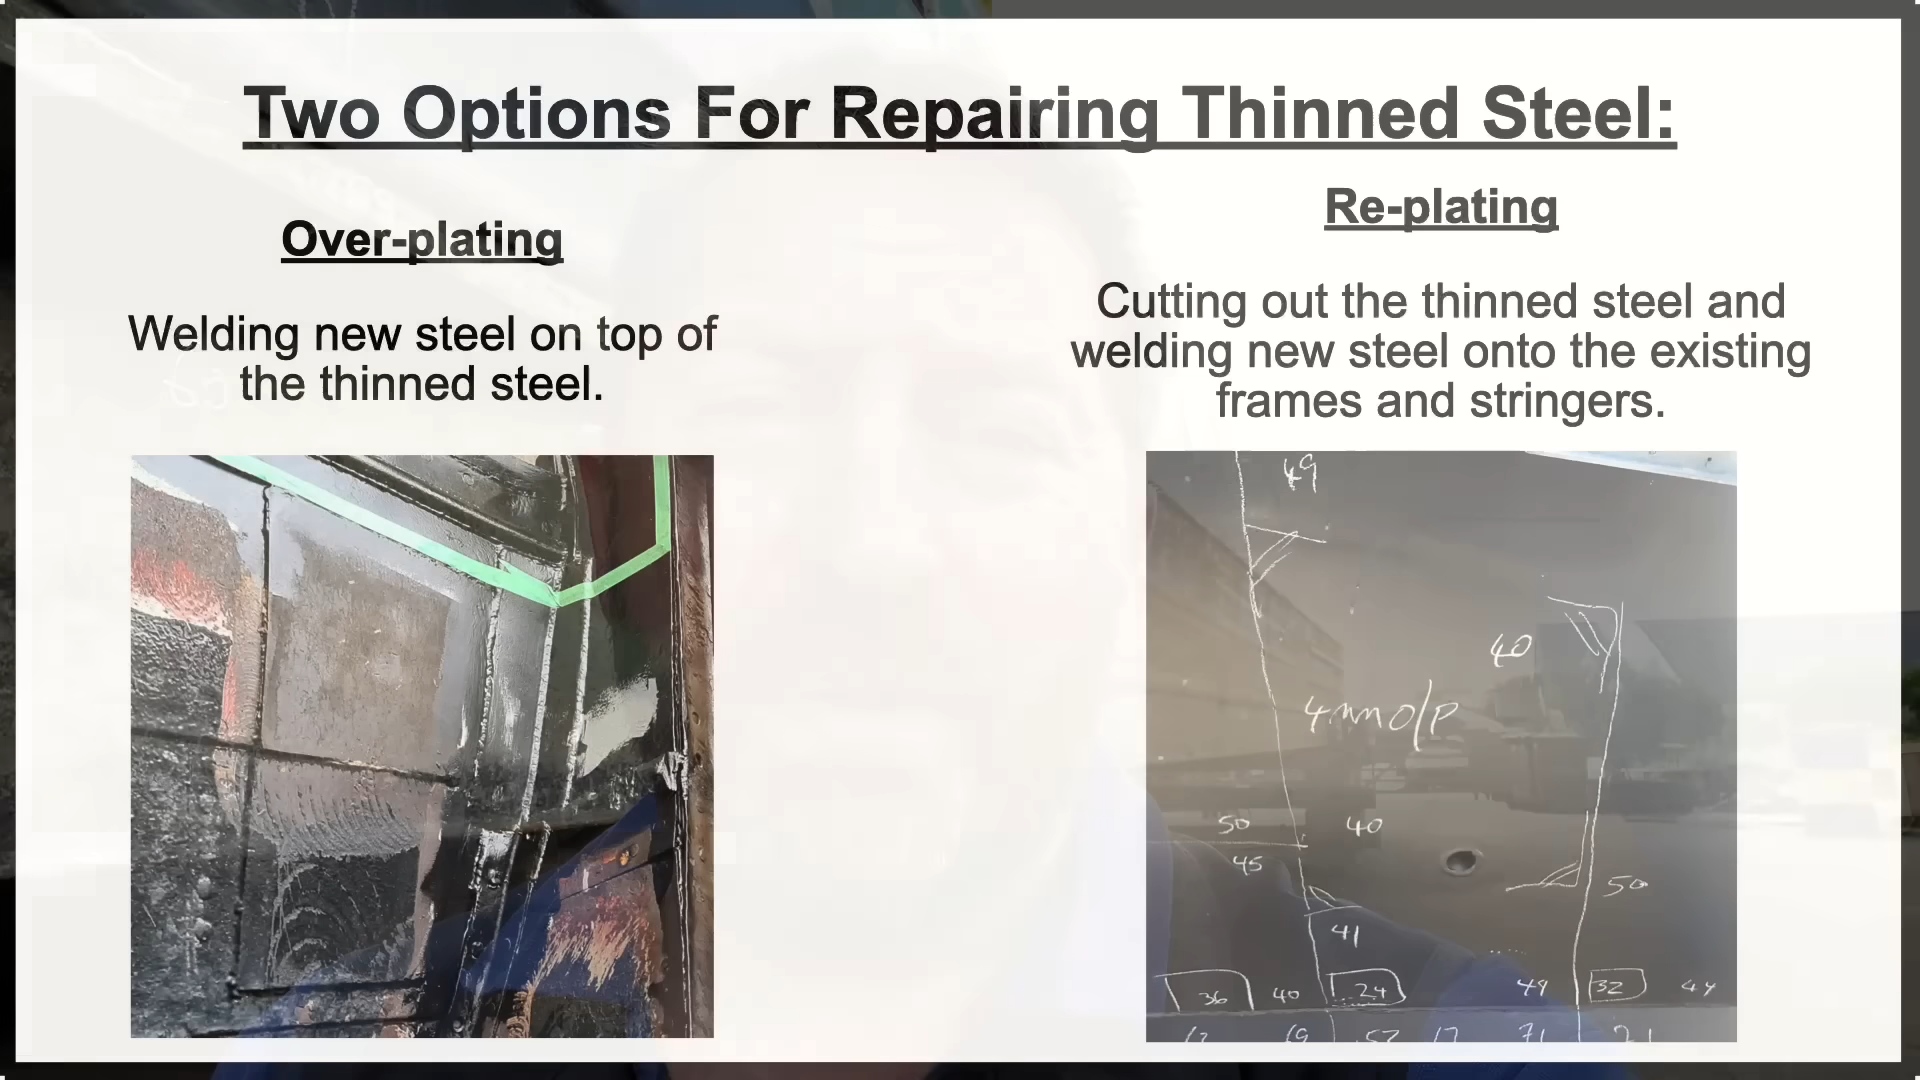 Two Options For Repairing Thinned Steel:
Over-plating
Welding new steel on top of
the thinned steel.
Re-plating
Cutting out the thinned steel and
welding new steel onto the existing
frames and stringers.
49
40
4mm O/P
50 40
45
50
41
36 40 24 49 32 44